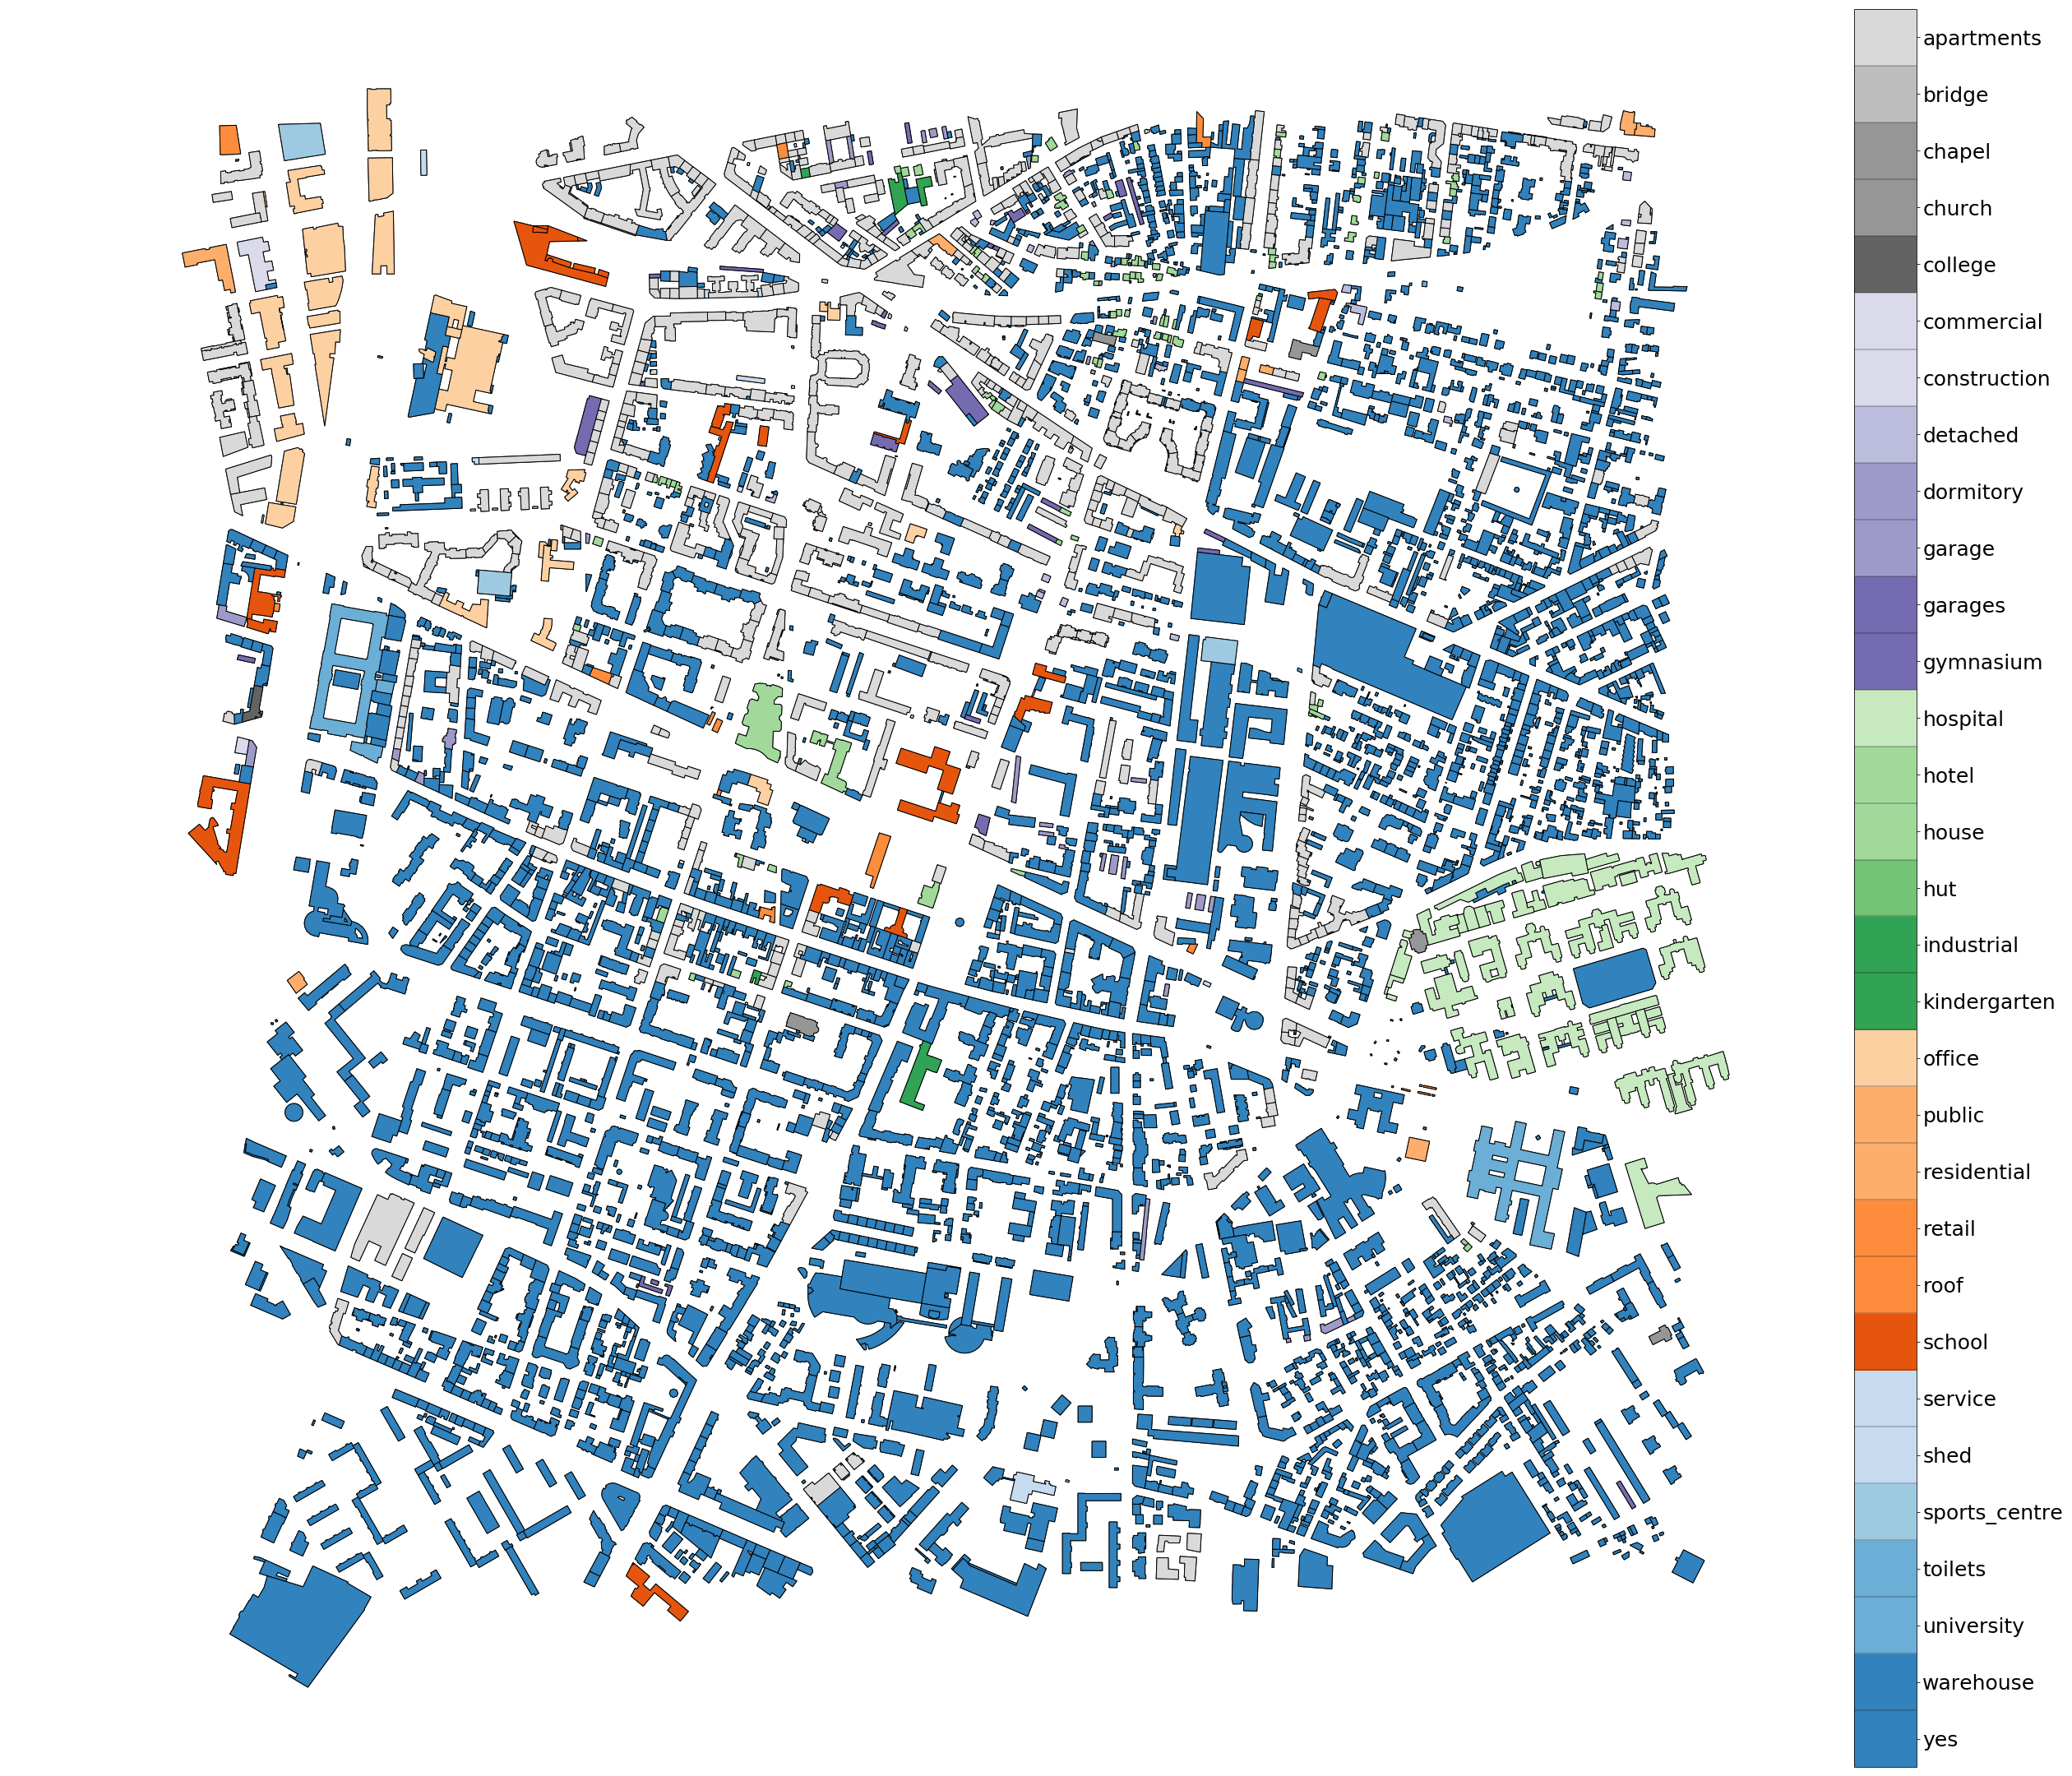 apartments
bridge
chapel
church
college
commercial
construction
detached
dormitory
garage
garages
gymnasium
hospital
hotel
house
hut
industrial
kindergarten
office
public
residential
retail
roof
school
service
shed
sports_centre
toilets
university
warehouse
yes